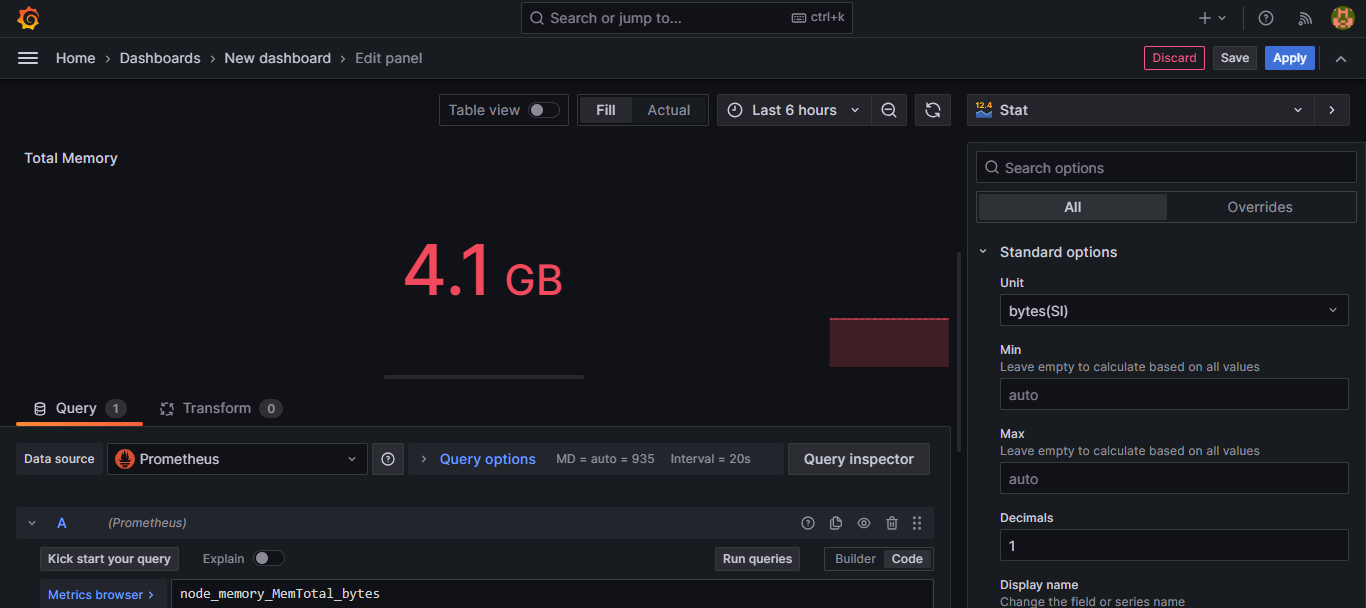 Search or jump to... ctrl+k
Home › Dashboards › New dashboard › Edit panel Discard Save Apply
Table view Fill Actual Last 6 hours
12.4 Stat
Total Memory
4.1 GB
Search options
All Overrides
Standard options
Unit
bytes(SI)
Min
Leave empty to calculate based on all values
auto
Max
Leave empty to calculate based on all values
auto
Decimals
1
Display name
Change the field or series name
Query 1 Transform 0
Data source Prometheus Query options MD = auto = 935 Interval = 20s Query inspector
A (Prometheus)
Kick start your query Explain Run queries Builder Code
Metrics browser > node_memory_MemTotal_bytes